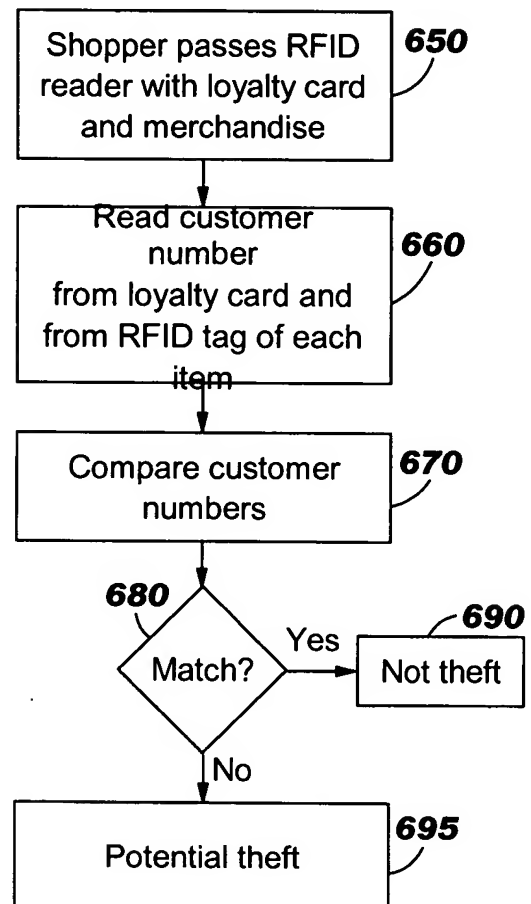 Shopper passes RFID
reader with loyalty card
and merchandise
650
Read customer
number
from loyalty card and
from RFID tag of each
item
660
Compare customer
numbers
670
680
Match?
Yes
690
Not theft
No
Potential theft
695